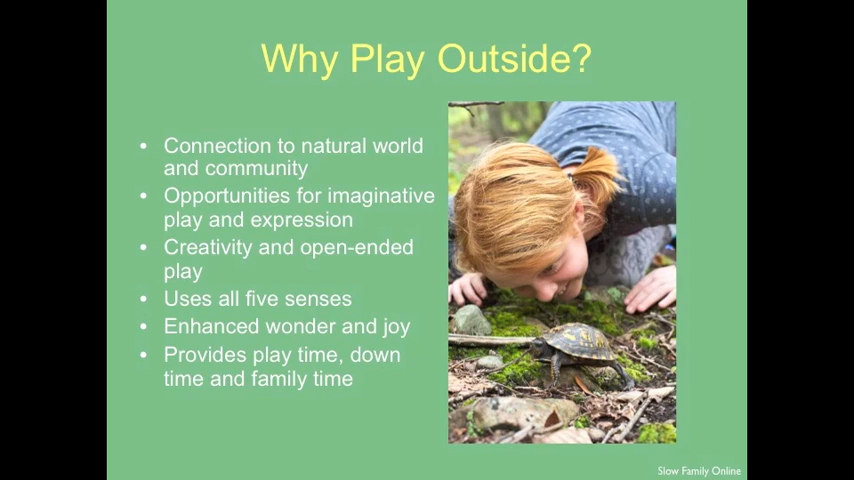 Why Play Outside?
• Connection to natural world
and community
• Opportunities for imaginative
play and expression
• Creativity and open-ended
play
• Uses all five senses
• Enhanced wonder and joy
• Provides play time, down
time and family time
Slow Family Online